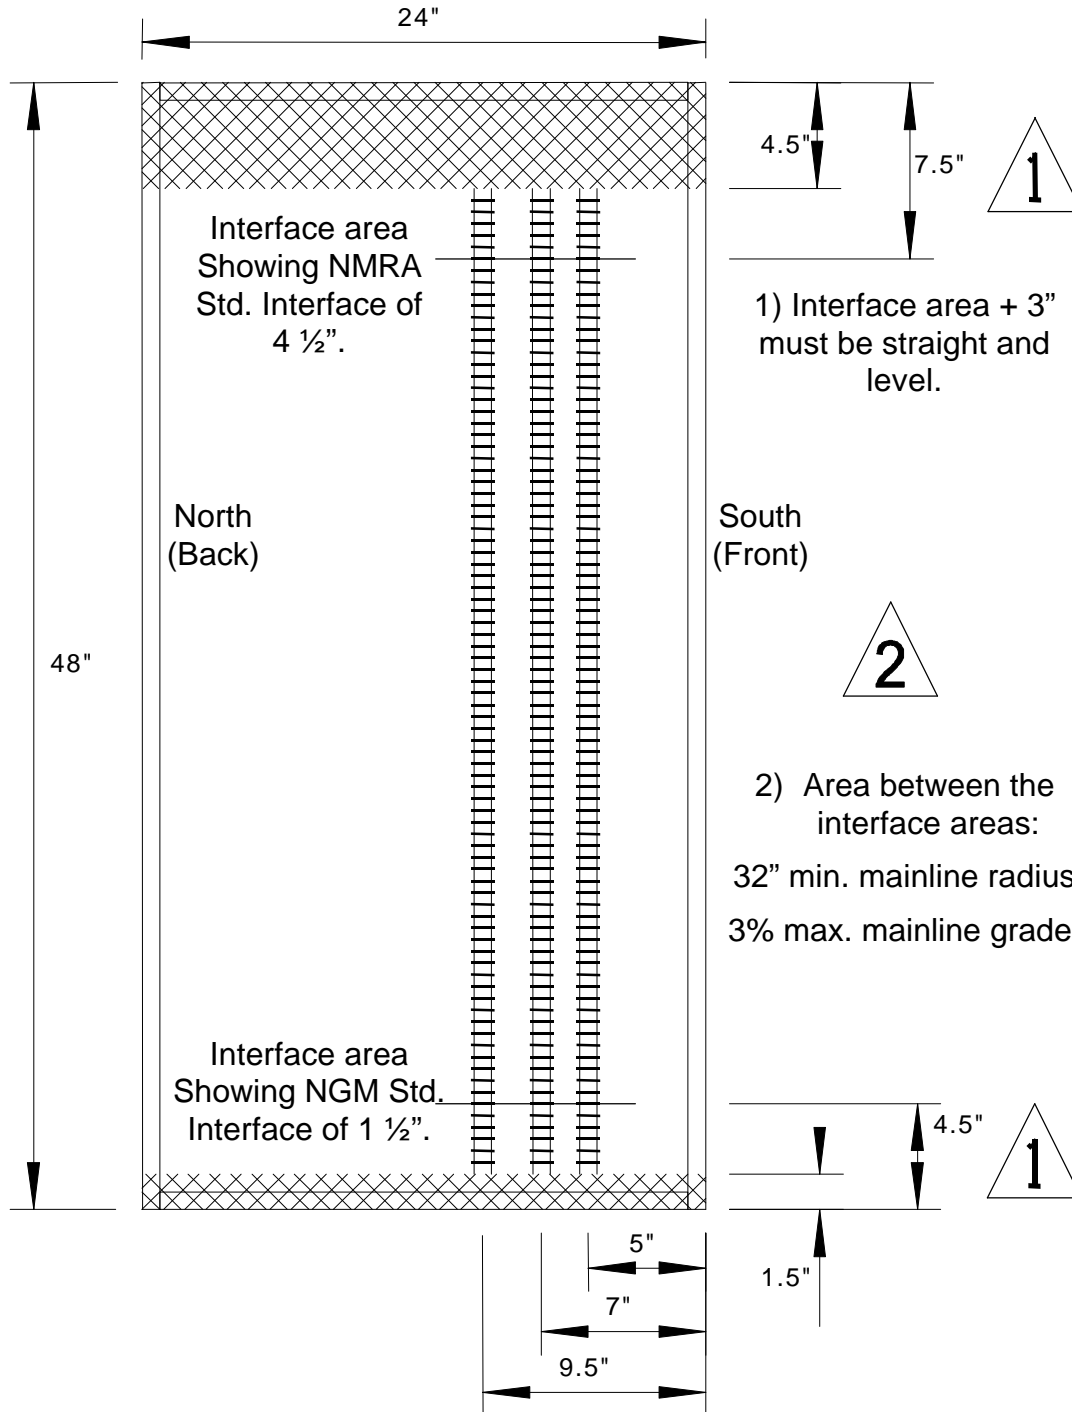 24"
4.5"
7.5"
1
Interface area
Showing NMRA
Std. Interface of
4 ½”.
1) Interface area + 3”
must be straight and
level.
North
(Back)
South
(Front)
48"
2
2) Area between the
interface areas:
32” min. mainline radius
3% max. mainline grade
Interface area
Showing NGM Std.
Interface of 1 ½”.
4.5"
1
1.5"
5"
7"
9.5"